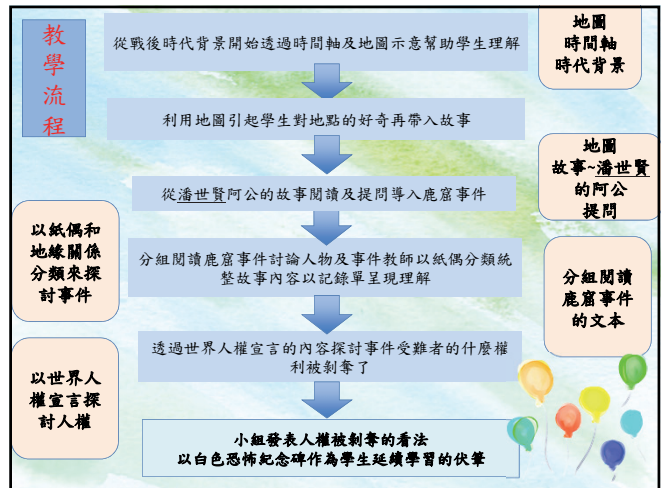 教
學
流
程
從戰後時代背景開始透過時間軸及地圖示意幫助學生理解
地圖
時間軸
時代背景
利用地圖引起學生對地點的好奇再帶入故事
地圖
故事~潘世賢
的阿公
提問
從潘世賢阿公的故事閱讀及提問導入鹿窟事件
以紙偶和
地緣關係
分類來探
討事件
分組閱讀鹿窟事件討論人物及事件教師以紙偶分類統
整故事內容以記錄單呈現理解
分組閱讀
鹿窟事件
的文本
透過世界人權宣言的內容探討事件受難者的什麼權
利被剝奪了
以世界人
權宣言探
討人權
小組發表人權被剝奪的看法
以白色恐怖紀念碑作為學生延續學習的伏筆